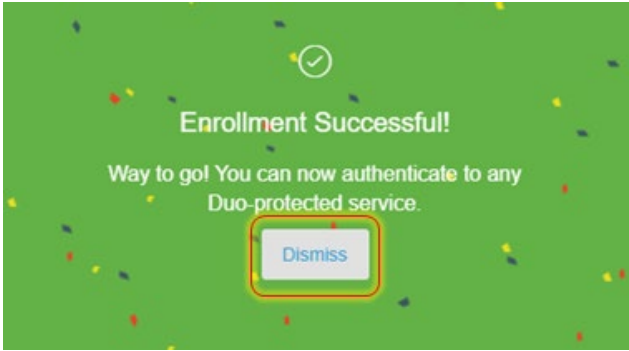 Enrollment Successful!
Way to go! You can now authenticate to any
Duo-protected service.
Dismiss